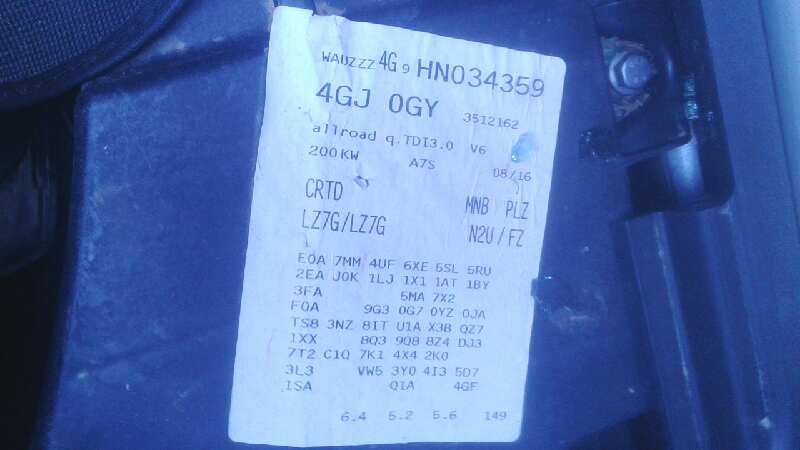 WAUZZZ 4G 9 HN034359
4GJ 0GY 3512162
allroad q.TDI3.0 V6
200KW A7S 08/16
CRTD MNB PLZ
LZ7G/LZ7G N2U / FZ
E0A 7MM 4UF 6XE 5SL 5RU
2EA J0K 1LJ 1X1 1AT 1BY
3FA 5MA 7X2
F0A 9G3 0G7 0YZ 0JA
TS8 3NZ 8IT U1A X3B QZ7
1XX 8Q3 9Q8 8Z4 DJ3
7T2 C1Q 7K1 4X4 2K0
3L3 VW5 3Y0 4I3 5D7
1SA Q1A 4GF
6.4 5.2 5.6 149